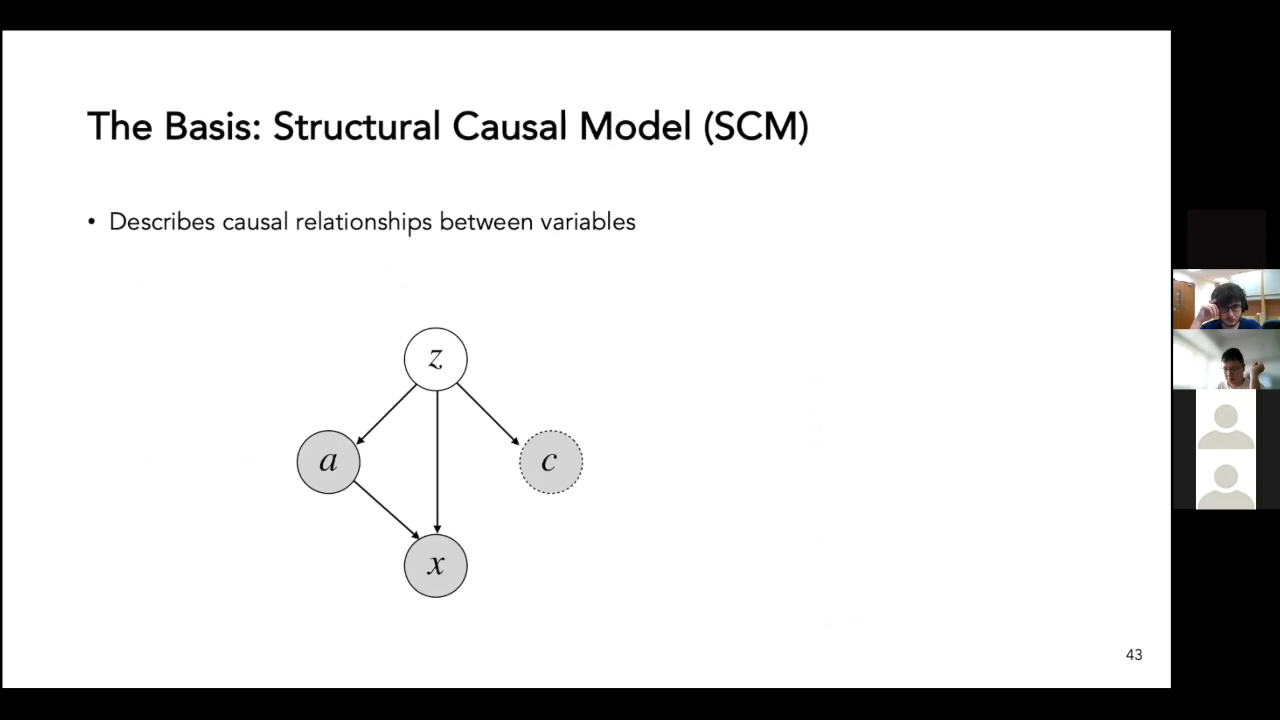 The Basis: Structural Causal Model (SCM)
• Describes causal relationships between variables
z
a
c
x
43